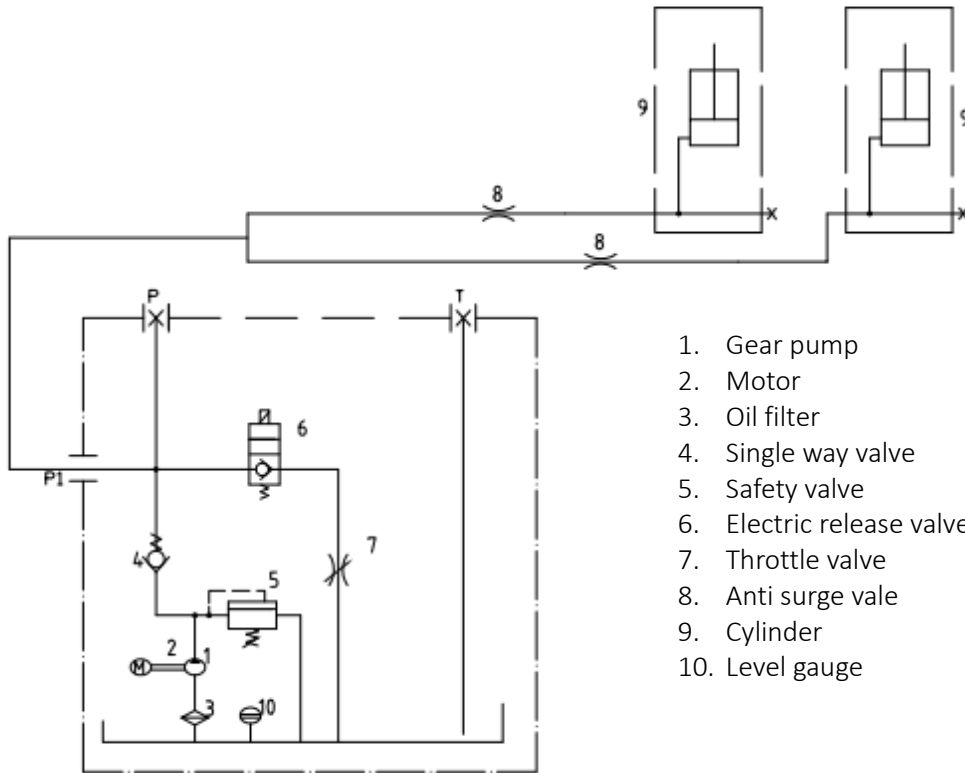 9
9
8
8
P
T
6
P1
4
7
5
2
M
1
3
10
1. Gear pump
2. Motor
3. Oil filter
4. Single way valve
5. Safety valve
6. Electric release valve
7. Throttle valve
8. Anti surge vale
9. Cylinder
10. Level gauge